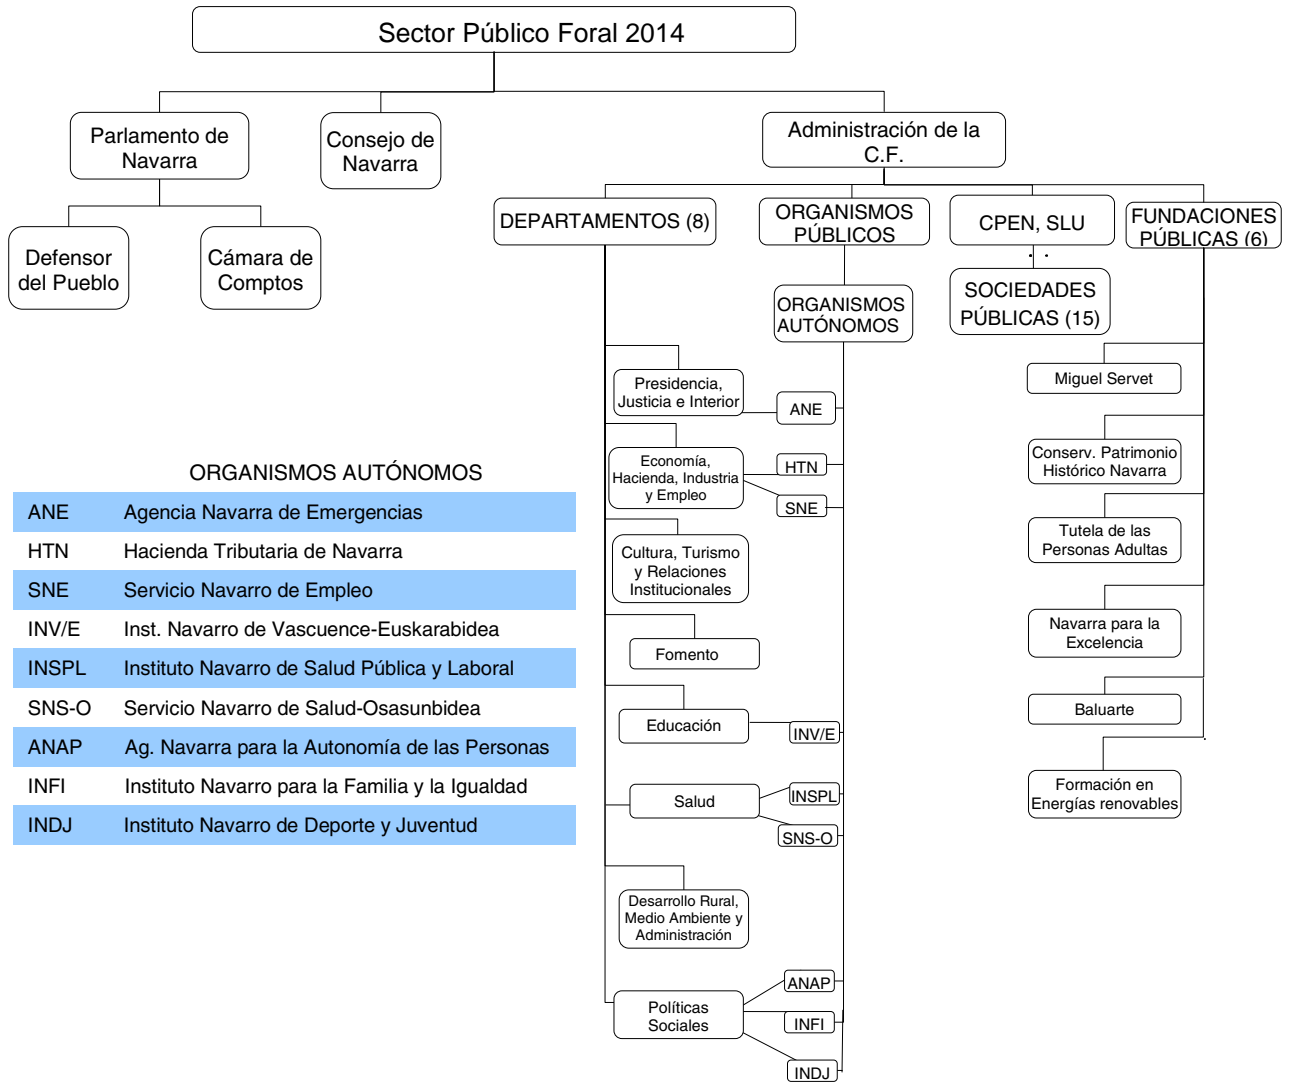 Sector Público Foral 2014
Parlamento de
Navarra
Consejo de
Navarra
Administración de la
C.F.
Defensor
del Pueblo
Cámara de
Comptos
DEPARTAMENTOS (8)
ORGANISMOS
PÚBLICOS
CPEN, SLU
FUNDACIONES
PÚBLICAS (6)
ORGANISMOS
AUTÓNOMOS
SOCIEDADES
PÚBLICAS (15)
Presidencia,
Justicia e Interior
ANE
Economía,
Hacienda, Industria
y Empleo
HTN
SNE
Cultura, Turismo
y Relaciones
Institucionales
Fomento
Educación
INV/E
Salud
INSPL
SNS-O
Desarrollo Rural,
Medio Ambiente y
Administración
Políticas
Sociales
ANAP
INFI
INDJ
Miguel Servet
Conserv. Patrimonio
Histórico Navarra
Tutela de las
Personas Adultas
Navarra para la
Excelencia
Baluarte
Formación en
Energías renovables
ORGANISMOS AUTÓNOMOS
ANE Agencia Navarra de Emergencias
HTN Hacienda Tributaria de Navarra
SNE Servicio Navarro de Empleo
INV/E Inst. Navarro de Vascuence-Euskarabidea
INSPL Instituto Navarro de Salud Pública y Laboral
SNS-O Servicio Navarro de Salud-Osasunbidea
ANAP Ag. Navarra para la Autonomía de las Personas
INFI Instituto Navarro para la Familia y la Igualdad
INDJ Instituto Navarro de Deporte y Juventud